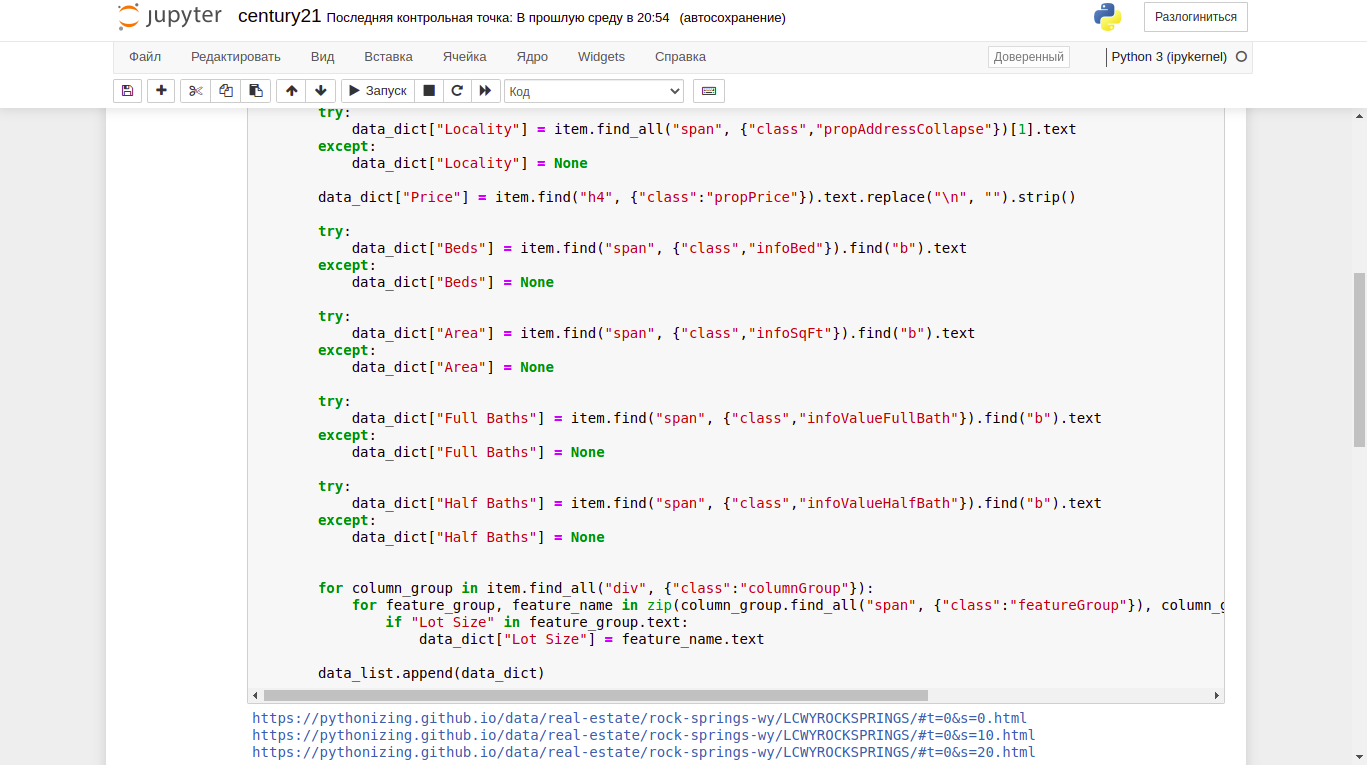 jupyter century21 Последняя контрольная точка: В прошлую среду в 20:54 (автосохранение) Разлогиниться
Файл Редактировать Вид Вставка Ячейка Ядро Widgets Справка Доверенный Python 3 (ipykernel)
Запуск Код
try:
data_dict["Locality"] = item.find_all("span", {"class","propAddressCollapse"})[1].text
except:
data_dict["Locality"] = None
data_dict["Price"] = item.find("h4", {"class":"propPrice"}).text.replace("\n", "").strip()
try:
data_dict["Beds"] = item.find("span", {"class","infoBed"}).find("b").text
except:
data_dict["Beds"] = None
try:
data_dict["Area"] = item.find("span", {"class","infoSqFt"}).find("b").text
except:
data_dict["Area"] = None
try:
data_dict["Full Baths"] = item.find("span", {"class","infoValueFullBath"}).find("b").text
except:
data_dict["Full Baths"] = None
try:
data_dict["Half Baths"] = item.find("span", {"class","infoValueHalfBath"}).find("b").text
except:
data_dict["Half Baths"] = None
for column_group in item.find_all("div", {"class":"columnGroup"}):
for feature_group, feature_name in zip(column_group.find_all("span", {"class":"featureGroup"}), column_g
if "Lot Size" in feature_group.text:
data_dict["Lot Size"] = feature_name.text
data_list.append(data_dict)
https://pythonizing.github.io/data/real-estate/rock-springs-wy/LCWYROCKSPRINGS/#t=0&s=0.html
https://pythonizing.github.io/data/real-estate/rock-springs-wy/LCWYROCKSPRINGS/#t=0&s=10.html
https://pythonizing.github.io/data/real-estate/rock-springs-wy/LCWYROCKSPRINGS/#t=0&s=20.html